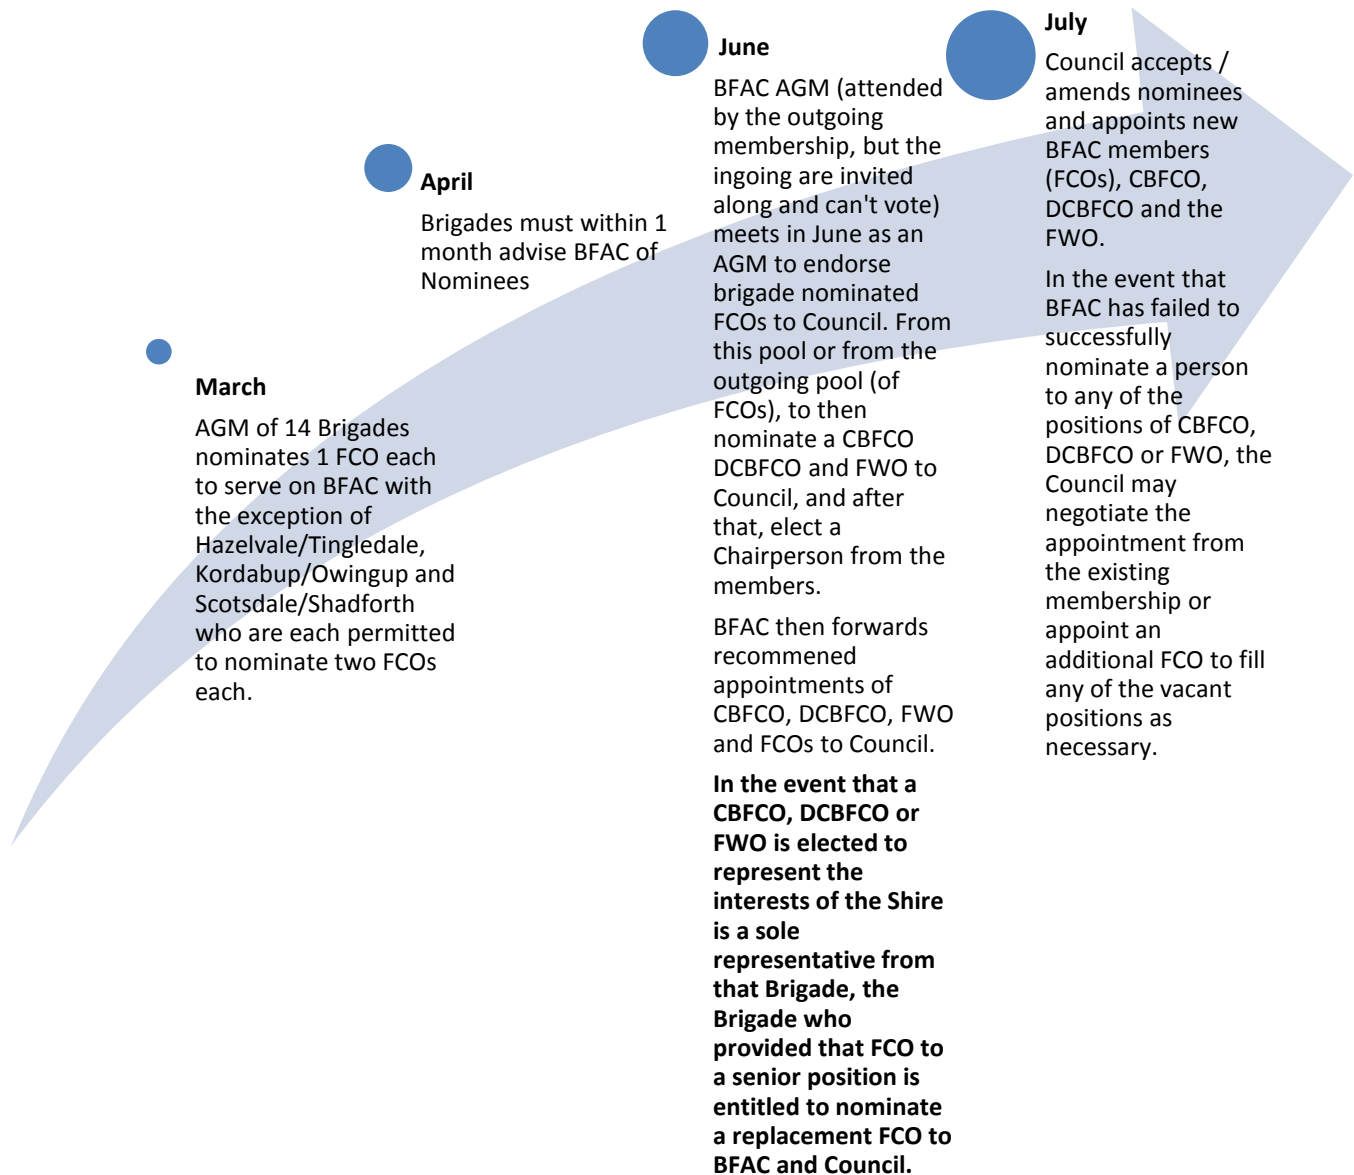 March
AGM of 14 Brigades
nominates 1 FCO each
to serve on BFAC with
the exception of
Hazelvale/Tingledale,
Kordabup/Owingup and
Scotsdale/Shadforth
who are each permitted
to nominate two FCOs
each.
April
Brigades must within 1
month advise BFAC of
Nominees
June
BFAC AGM (attended
by the outgoing
membership, but the
ingoing are invited
along and can't vote)
meets in June as an
AGM to endorse
brigade nominated
FCOs to Council. From
this pool or from the
outgoing pool (of
FCOs), to then
nominate a CBFCO
DCBFCO and FWO to
Council, and after
that, elect a
Chairperson from the
members.
BFAC then forwards
recommened
appointments of
CBFCO, DCBFCO, FWO
and FCOs to Council.
In the event that a
CBFCO, DCBFCO or
FWO is elected to
represent the
interests of the Shire
is a sole
representative from
that Brigade, the
Brigade who
provided that FCO to
a senior position is
entitled to nominate
a replacement FCO to
BFAC and Council.
July
Council accepts /
amends nominees
and appoints new
BFAC members
(FCOs), CBFCO,
DCBFCO and the
FWO.
In the event that
BFAC has failed to
successfully
nominate a person
to any of the
positions of CBFCO,
DCBFCO or FWO, the
Council may
negotiate the
appointment from
the existing
membership or
appoint an
additional FCO to fill
any of the vacant
positions as
necessary.